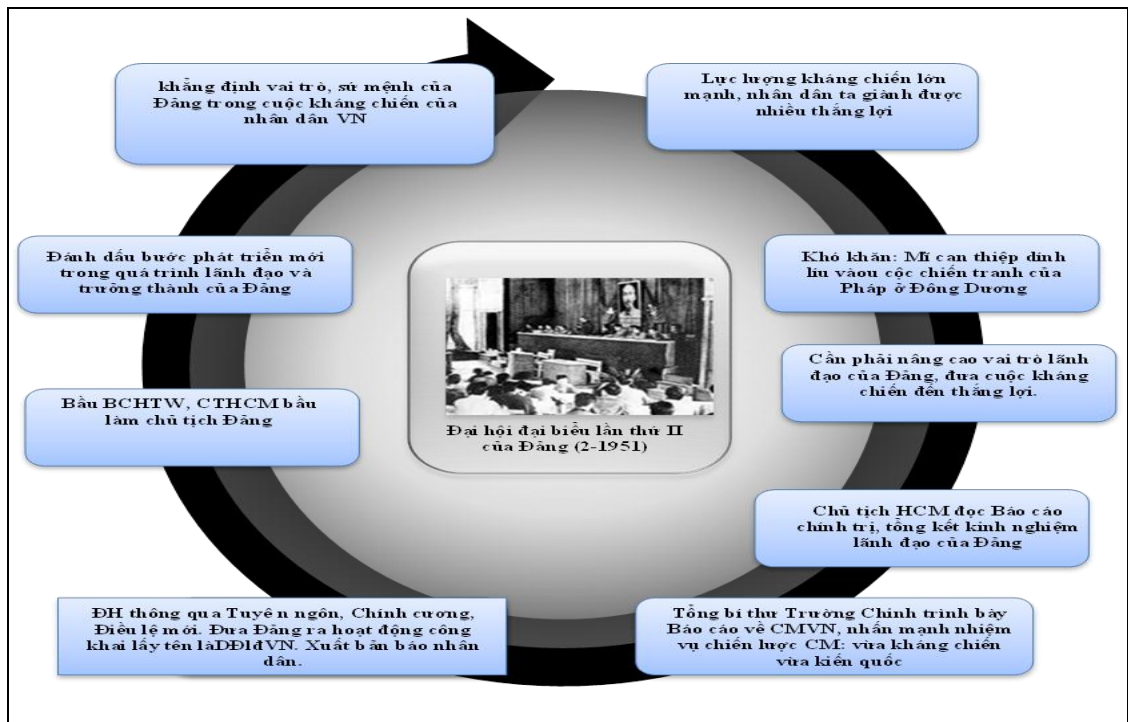 khẳng định vai trò, sứ mệnh của
Đảng trong cuộc kháng chiến của
nhân dân VN
Lực lượng kháng chiến lớn
mạnh, nhân dân ta giành được
nhiều thắng lợi
Đánh dấu bước phát triển mới
trong quá trình lãnh đạo và
trưởng thành của Đảng
Khó khăn: Mĩ can thiệp dính
líu vàou cộc chiến tranh của
Pháp ở Đông Dương
Cần phải nâng cao vai trò lãnh
đạo của Đảng, đưa cuộc kháng
chiến đến thắng lợi.
Bầu BCHTW, CTHCM bầu
làm chủ tịch Đảng
Đại hội đại biểu lần thứ II
của Đảng (2-1951)
Chủ tịch HCM đọc Báo cáo
chính trị, tổng kết kinh nghiệm
lãnh đạo của Đảng
ĐH thông qua Tuyên ngôn, Chính cương,
Điều lệ mới. Đưa Đảng ra hoạt động công
khai lấy tên làDĐlđVN. Xuất bản báo nhân
dân.
Tổng bí thư Trường Chinh trình bày
Báo cáo về CMVN, nhấn mạnh nhiệm
vụ chiến lược CM: vừa kháng chiến
vừa kiến quốc